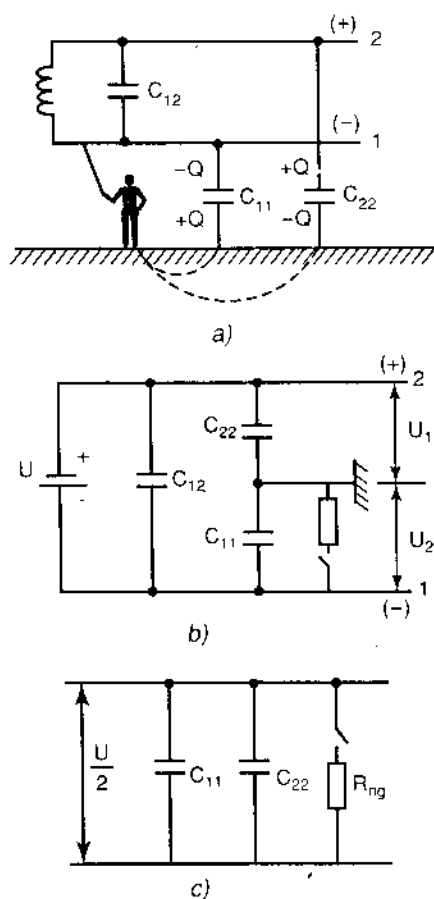 (+)
2
C₁₂
(−)
1
−Q
+Q
C₁₁
C₂₂
+Q
−Q
a)
(+)
2
C₂₂
U₁
U
+
-
C₁₂
C₁₁
U₂
1
(−)
b)
U
2
C₁₁
C₂₂
Rng
c)